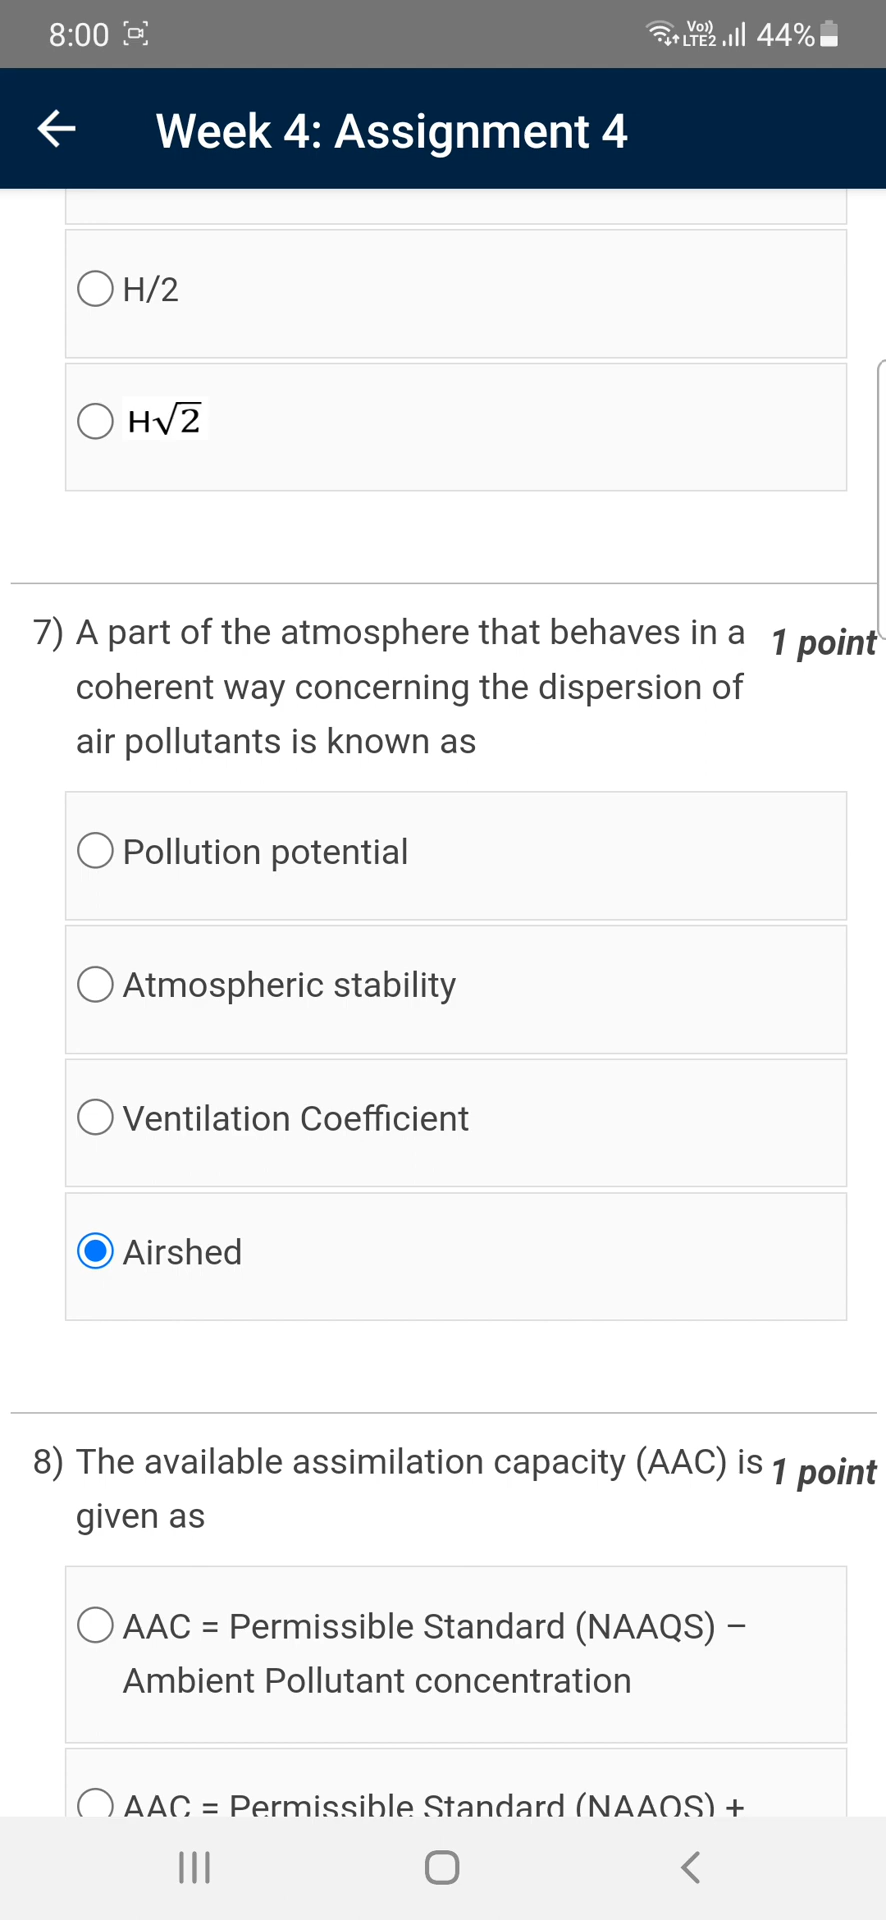 8:00 Vo)) LTE2 44%
Week 4: Assignment 4
H/2
H√2
7) A part of the atmosphere that behaves in a 1 point
coherent way concerning the dispersion of
air pollutants is known as
Pollution potential
Atmospheric stability
Ventilation Coefficient
Airshed
8) The available assimilation capacity (AAC) is 1 point
given as
AAC = Permissible Standard (NAAQS) –
Ambient Pollutant concentration
AAC = Permissible Standard (NAAQS) +